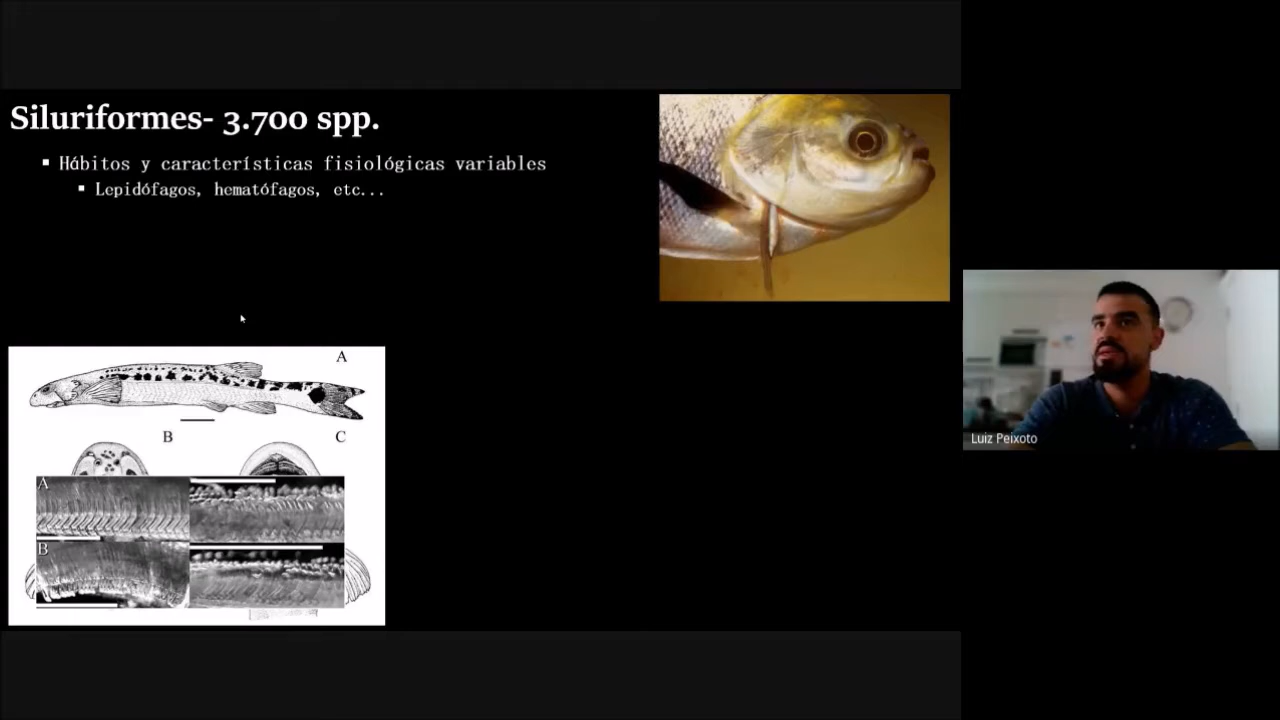 Siluriformes- 3.700 spp.
Hábitos y características fisiológicas variables
Lepidófagos, hematófagos, etc...
A
B
C
A
B
Luiz Peixoto